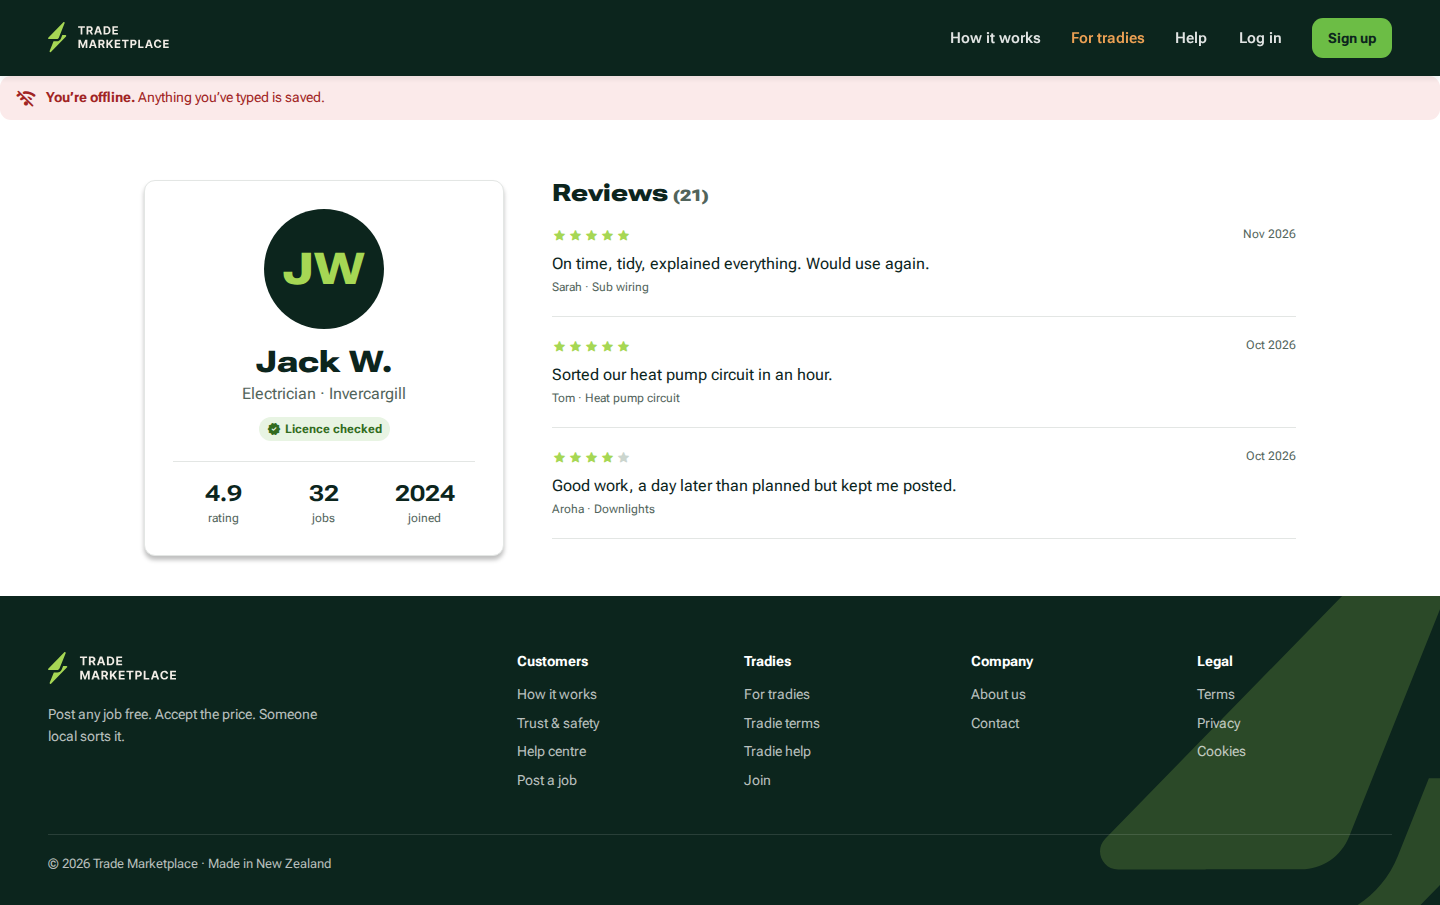 TRADE
MARKETPLACE
How it works
For tradies
Help
Log in
Sign up
You're offline. Anything you've typed is saved.
JW
Jack W.
Electrician · Invercargill
Licence checked
4.9
rating
32
jobs
2024
joined
Reviews (21)
Nov 2026
On time, tidy, explained everything. Would use again.
Sarah · Sub wiring
Oct 2026
Sorted our heat pump circuit in an hour.
Tom · Heat pump circuit
Oct 2026
Good work, a day later than planned but kept me posted.
Aroha · Downlights
TRADE
MARKETPLACE
Post any job free. Accept the price. Someone
local sorts it.
Customers
How it works
Trust & safety
Help centre
Post a job
Tradies
For tradies
Tradie terms
Tradie help
Join
Company
About us
Contact
Legal
Terms
Privacy
Cookies
© 2026 Trade Marketplace · Made in New Zealand